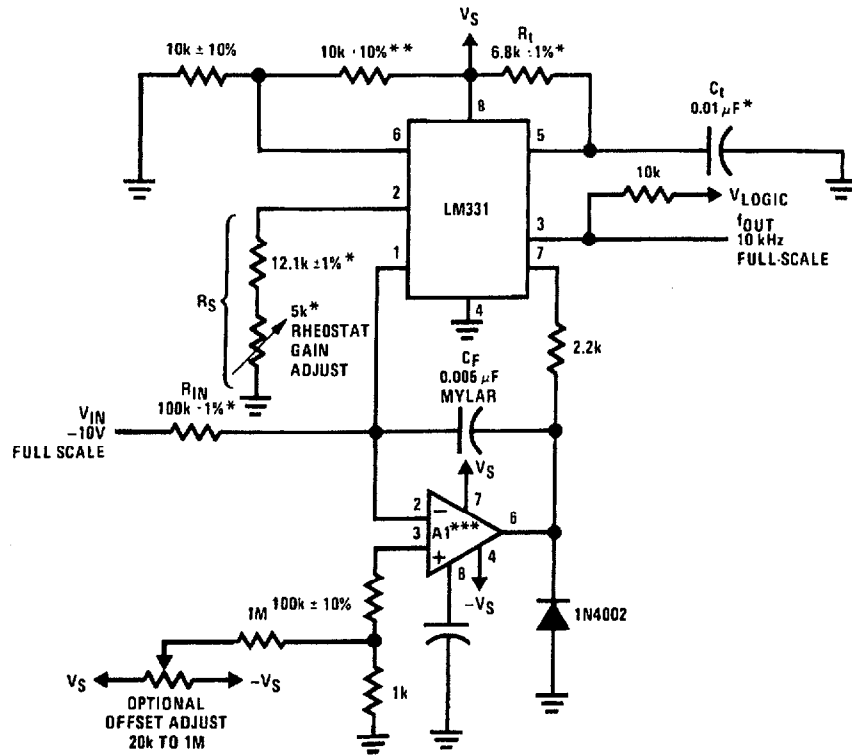 VS
10k ± 10%
10k ·10%**
Rt
6.8k ·1%*
Ct
0.01 μF*
8
6
5
2
LM331
10k
VLOGIC
3
fOUT
10 kHz
FULL-SCALE
1
7
4
RS
12.1k ±1%*
5k*
RHEOSTAT
GAIN
ADJUST
2.2k
CF
0.005 μF
MYLAR
RIN
100k ·1%*
VIN
−10V
FULL SCALE
VS
7
2
−
A1***
6
3
+
4
8
−VS
100k ± 10%
1M
1N4002
VS
−VS
1k
OPTIONAL
OFFSET ADJUST
20k TO 1M